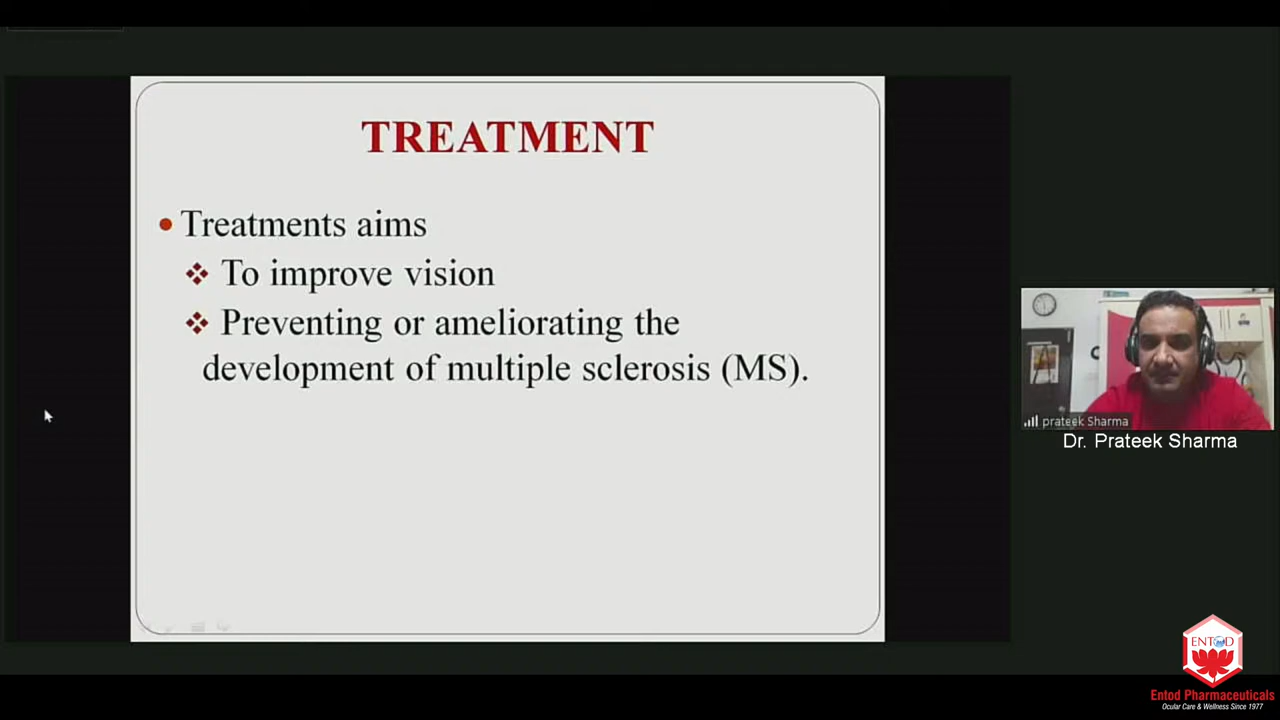 TREATMENT
Treatments aims
To improve vision
Preventing or ameliorating the
development of multiple sclerosis (MS).
prateek Sharma
Dr. Prateek Sharma
ENTOD
Entod Pharmaceuticals
Ocular Care & Wellness Since 1977